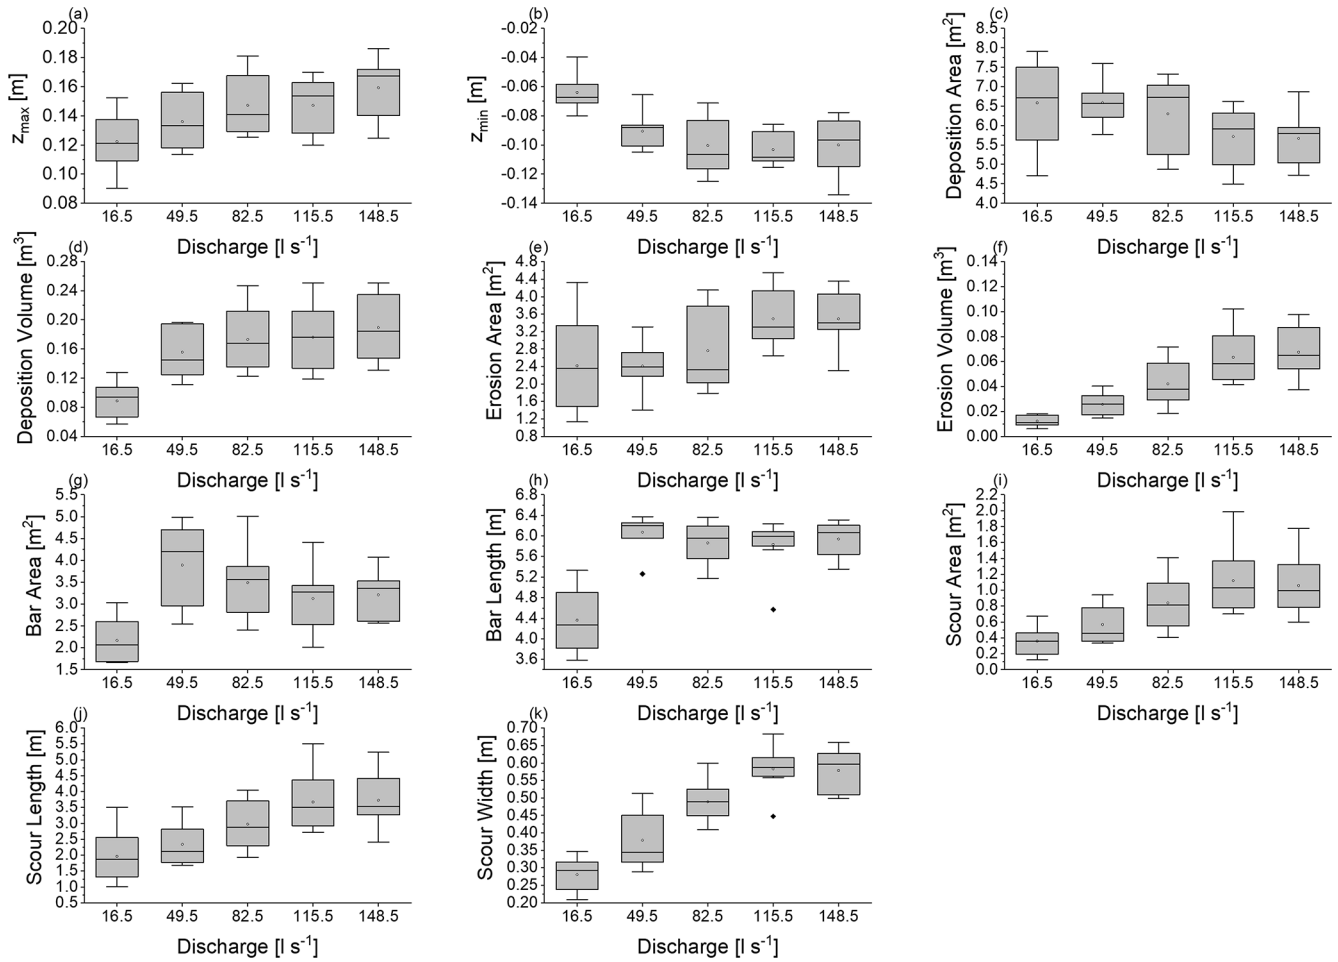 (a)
0.20
0.18
0.16
0.14
0.12
0.10
0.08
z_max [m]
16.5 49.5 82.5 115.5 148.5
Discharge [l s⁻¹]
(b)
-0.02
-0.04
-0.06
-0.08
-0.10
-0.12
-0.14
z_min [m]
16.5 49.5 82.5 115.5 148.5
Discharge [l s⁻¹]
(c)
8.5
8.0
7.5
7.0
6.5
6.0
5.5
5.0
4.5
4.0
Deposition Area [m²]
16.5 49.5 82.5 115.5 148.5
Discharge [l s⁻¹]
(d)
0.28
0.24
0.20
0.16
0.12
0.08
0.04
Deposition Volume [m³]
16.5 49.5 82.5 115.5 148.5
Discharge [l s⁻¹]
(e)
4.8
4.4
4.0
3.6
3.2
2.8
2.4
2.0
1.6
1.2
0.8
Erosion Area [m²]
16.5 49.5 82.5 115.5 148.5
Discharge [l s⁻¹]
(f)
0.14
0.12
0.10
0.08
0.06
0.04
0.02
0.00
Erosion Volume [m³]
16.5 49.5 82.5 115.5 148.5
Discharge [l s⁻¹]
(g)
5.5
5.0
4.5
4.0
3.5
3.0
2.5
2.0
1.5
Bar Area [m²]
16.5 49.5 82.5 115.5 148.5
Discharge [l s⁻¹]
(h)
6.8
6.4
6.0
5.6
5.2
4.8
4.4
4.0
3.6
Bar Length [m]
16.5 49.5 82.5 115.5 148.5
Discharge [l s⁻¹]
(i)
2.2
2.0
1.8
1.6
1.4
1.2
1.0
0.8
0.6
0.4
0.2
0.0
Scour Area [m²]
16.5 49.5 82.5 115.5 148.5
Discharge [l s⁻¹]
(j)
6.0
5.5
5.0
4.5
4.0
3.5
3.0
2.5
2.0
1.5
1.0
0.5
Scour Length [m]
16.5 49.5 82.5 115.5 148.5
Discharge [l s⁻¹]
(k)
0.70
0.65
0.60
0.55
0.50
0.45
0.40
0.35
0.30
0.25
0.20
Scour Width [m]
16.5 49.5 82.5 115.5 148.5
Discharge [l s⁻¹]